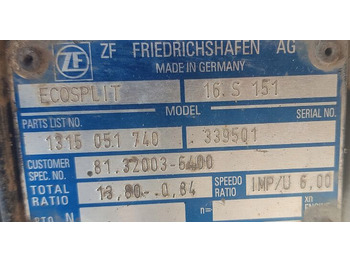 ZF FRIEDRICHSHAFEN AG
MADE IN GERMANY
ECOSPLIT 16 S 151
MODEL
PARTS LIST NO. SERIAL NO.
1315 051 740 .339501
CUSTOMER SPEC. NO. .81.32003-6400
TOTAL RATIO 13,80-.0,84 SPEEDO RATIO IMP/U 6,00
P.T.O. N n= xn